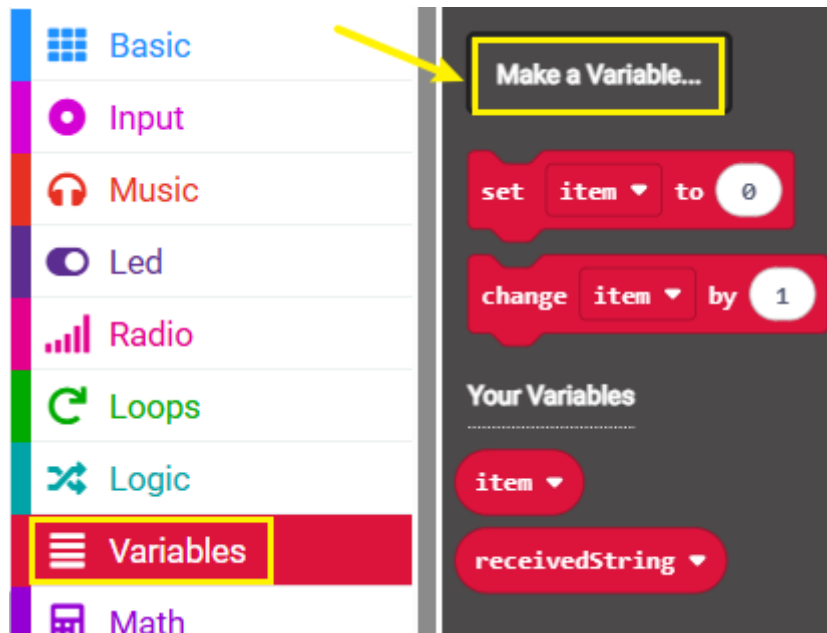 Basic
Input
Music
Led
Radio
Loops
Logic
Variables
Math
Make a Variable...
set item to 0
change item by 1
Your Variables
item
receivedString